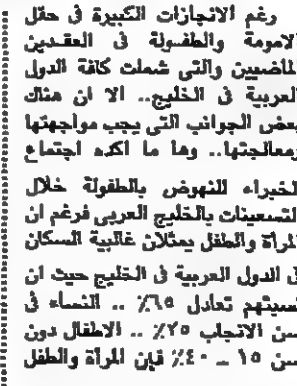 رغم الانجازات الكبيرة فى حقل
الامومة والطفولة فى العقدين
الماضيين والتى شملت كافة الدول
العربية فى الخليج.. الا ان هناك
بعض الجوانب التى يجب مواجهتها
ومعالجتها.. وها ما اكده اجتماع
الخبراء للنهوض بالطفولة خلال
التسعينات بالخليج العربى فرغم ان
المرأة والطفل يمثلان غالبية السكان
فى الدول العربية فى الخليج حيث ان
نسبتهم تعادل ٦٥٪ .. النساء فى
سن الانجاب ٢٥٪ .. الاطفال دون
سن ١٥ ــ ٤٠٪ فإن المرأة والطفل